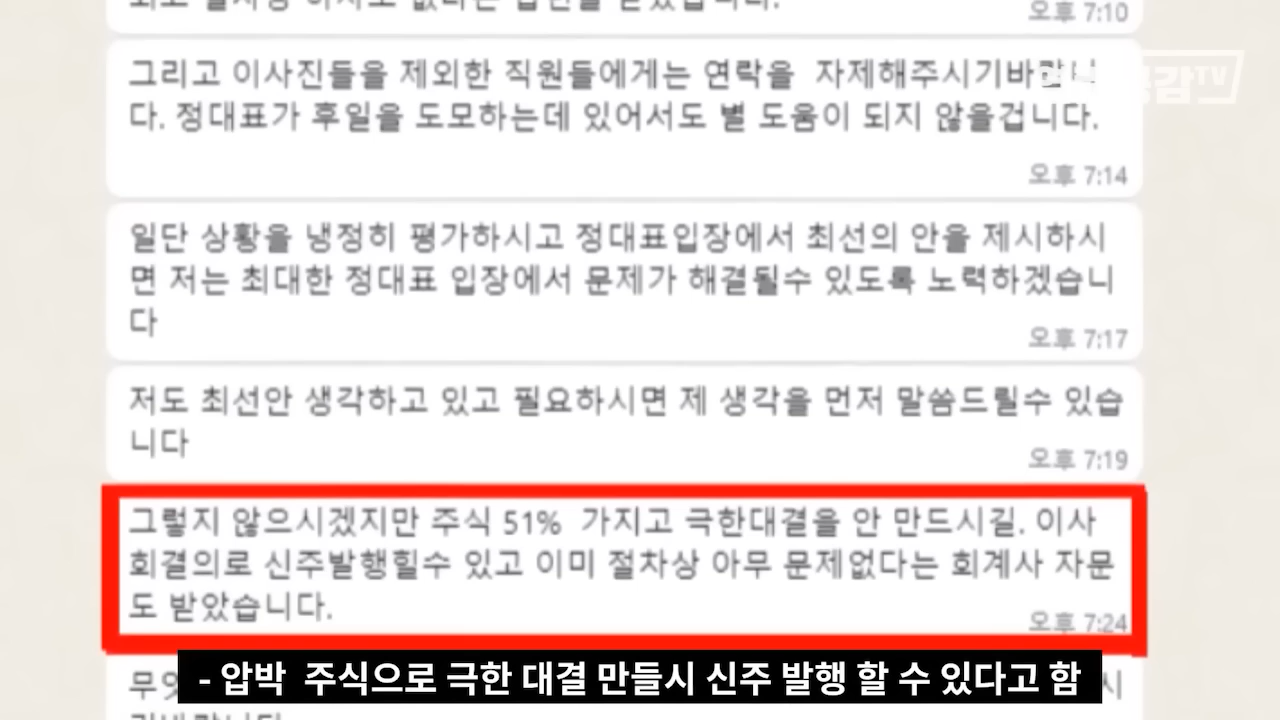 오후 7:10
그리고 이사진들을 제외한 직원들에게는 연락을 자제해주시기바랍니
다. 정대표가 후일을 도모하는데 있어서도 별 도움이 되지 않을겁니다.
오후 7:14
일단 상황을 냉정히 평가하시고 정대표입장에서 최선의 안을 제시하시
면 저는 최대한 정대표 입장에서 문제가 해결될수 있도록 노력하겠습니
다
오후 7:17
저도 최선안 생각하고 있고 필요하시면 제 생각을 먼저 말씀드릴수 있습
니다
오후 7:19
그렇지 않으시겠지만 주식 51% 가지고 극한대결을 안 만드시길. 이사
회결의로 신주발행힐수 있고 이미 절차상 아무 문제없다는 회계사 자문
도 받았습니다.
오후 7:24
- 압박 주식으로 극한 대결 만들시 신주 발행 할 수 있다고 함